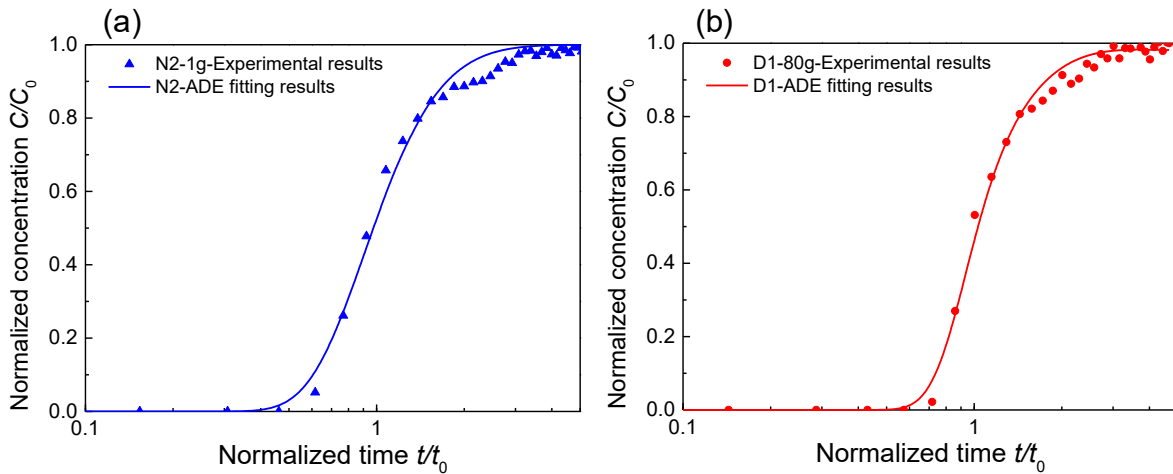 (a)
1.0
0.8
0.6
0.4
0.2
0.0
0.1
1
Normalized concentration C/C₀
Normalized time t/t₀
N2-1g-Experimental results
N2-ADE fitting results
(b)
1.0
0.8
0.6
0.4
0.2
0.0
0.1
1
Normalized concentration C/C₀
Normalized time t/t₀
D1-80g-Experimental results
D1-ADE fitting results